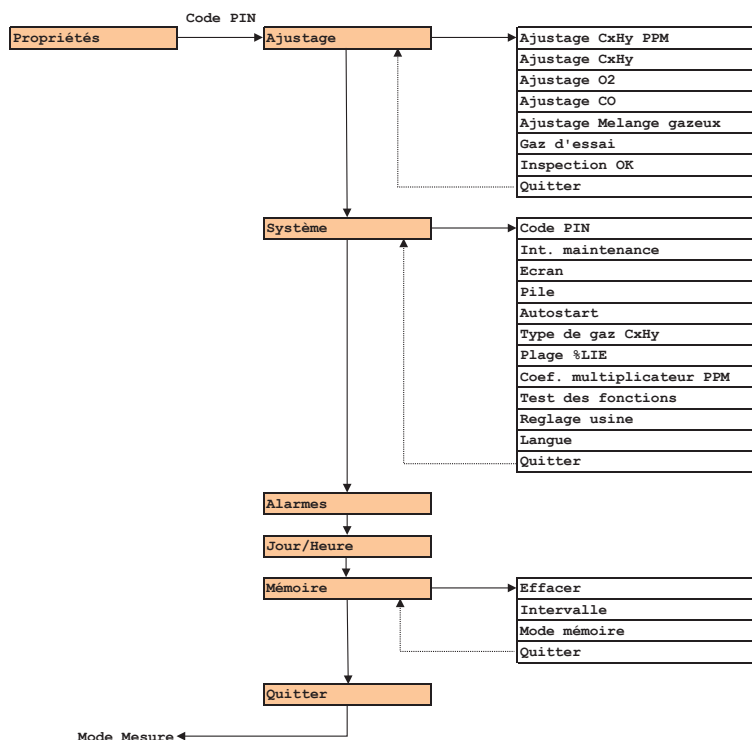 Code PIN
Propriétés
Ajustage
Ajustage CxHy PPM
Ajustage CxHy
Ajustage O2
Ajustage CO
Ajustage Melange gazeux
Gaz d'essai
Inspection OK
Quitter
Système
Code PIN
Int. maintenance
Ecran
Pile
Autostart
Type de gaz CxHy
Plage %LIE
Coef. multiplicateur PPM
Test des fonctions
Reglage usine
Langue
Quitter
Alarmes
Jour/Heure
Mémoire
Effacer
Intervalle
Mode mémoire
Quitter
Quitter
Mode Mesure